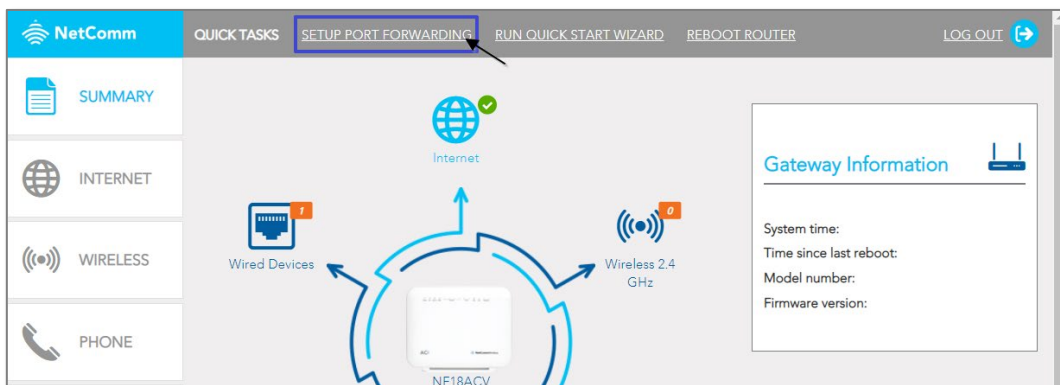 NetComm
QUICK TASKS SETUP PORT FORWARDING RUN QUICK START WIZARD REBOOT ROUTER LOG OUT
SUMMARY
INTERNET
WIRELESS
PHONE
Internet
1
Wired Devices
0
Wireless 2.4
GHz
NF18ACV
Gateway Information
System time:
Time since last reboot:
Model number:
Firmware version: